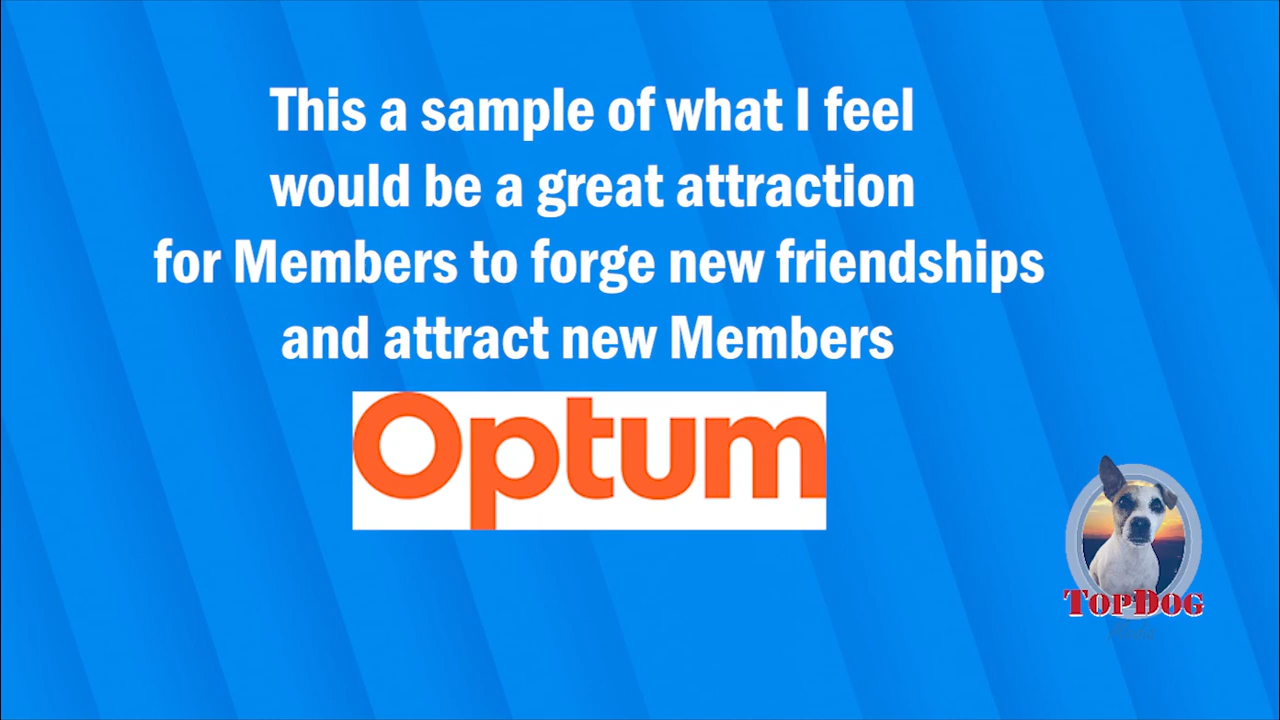 This a sample of what I feel
would be a great attraction
for Members to forge new friendships
and attract new Members
Optum
TOPDOG